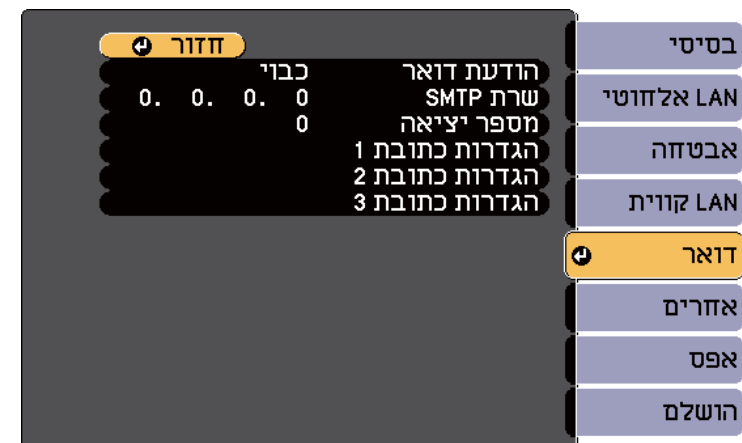 חזור
הודעת דואר כבוי
שרת SMTP 0. 0. 0. 0
מספר יציאה 0
הגדרות כתובת 1
הגדרות כתובת 2
הגדרות כתובת 3
בסיסי
LAN אלחוטי
אבטחה
LAN קווית
דואר
אחרים
אפס
הושלם